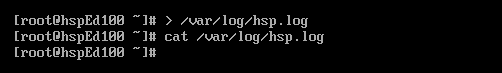 [root@hspEd100 ~]# > /var/log/hsp.log
[root@hspEd100 ~]# cat /var/log/hsp.log
[root@hspEd100 ~]#